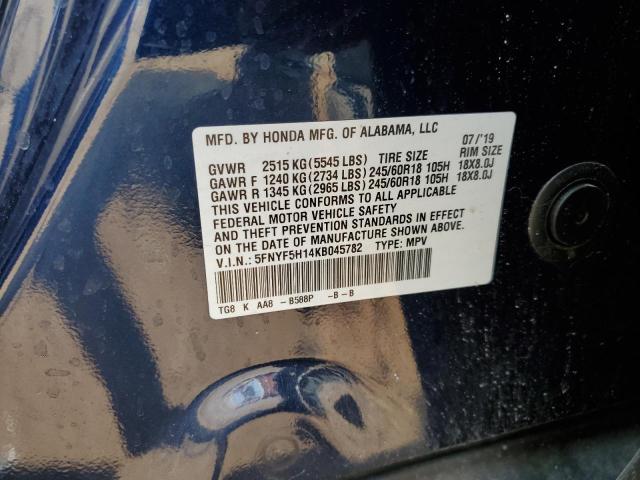 MFD. BY HONDA MFG. OF ALABAMA, LLC 07/'19
GVWR 2515 KG (5545 LBS) TIRE SIZE RIM SIZE
GAWR F 1240 KG (2734 LBS) 245/60R18 105H 18X8.0J
GAWR R 1345 KG (2965 LBS) 245/60R18 105H 18X8.0J
THIS VEHICLE CONFORMS TO ALL APPLICABLE
FEDERAL MOTOR VEHICLE SAFETY
AND THEFT PREVENTION STANDARDS IN EFFECT
ON THE DATE OF MANUFACTURE SHOWN ABOVE.
V.I.N.: 5FNYF5H14KB045782 TYPE: MPV
TG8 K AA8 - B588P -B-B